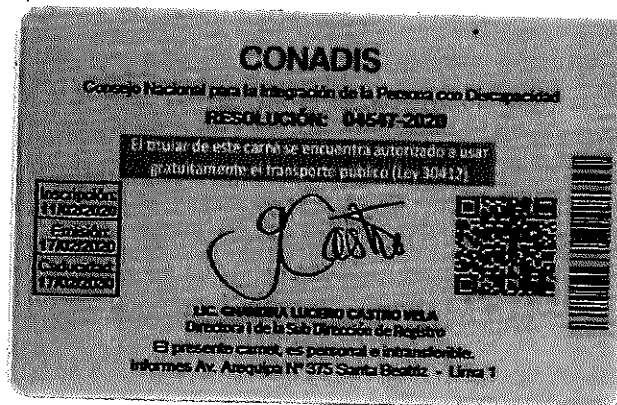 CONADIS
Consejo Nacional para la Integración de la Persona con Discapacidad
RESOLUCIÓN: 04547-2020
El titular de este carné se encuentra autorizado a usar
gratuitamente el transporte público (Ley 30412)
Inscripción:
11/02/2020
Emisión:
17/02/2020
Caducidad:
LIC. CASTRO VELA
Directora I de la Sub Dirección de Registro
El presente carnet, es personal e intransferible.
Informes Av. Arequipa N° 375 Santa Beatriz - Lima 1